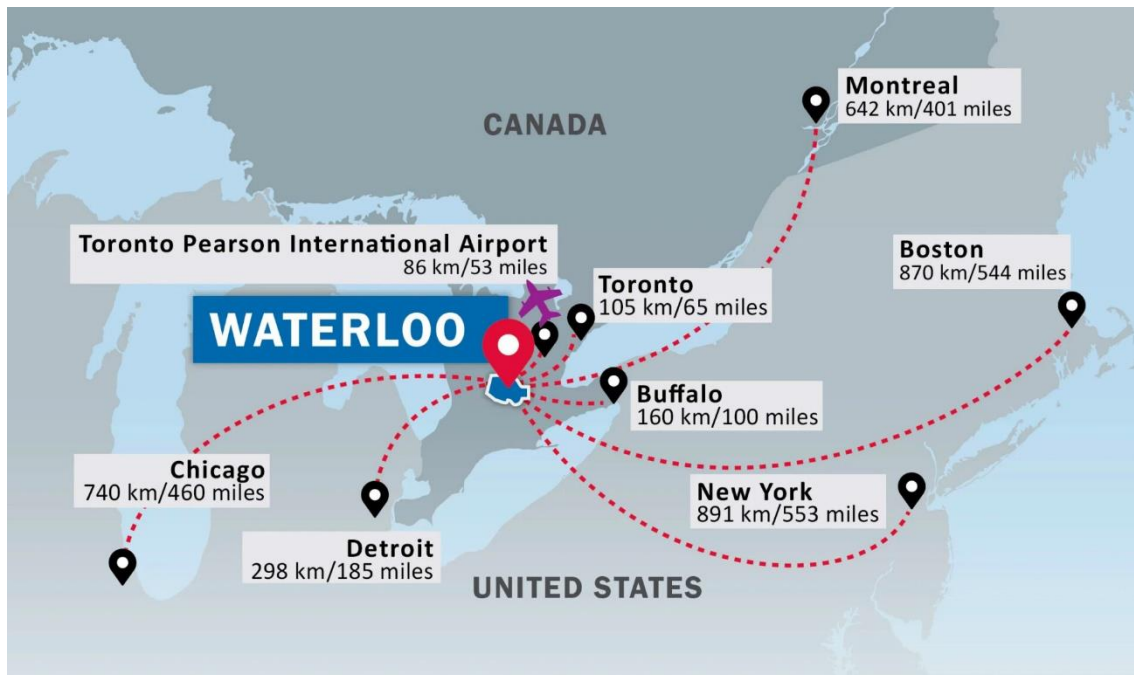 Montreal
642 km/401 miles
CANADA
Toronto Pearson International Airport
86 km/53 miles
Toronto
105 km/65 miles
Boston
870 km/544 miles
WATERLOO
Buffalo
160 km/100 miles
Chicago
740 km/460 miles
New York
891 km/553 miles
Detroit
298 km/185 miles
UNITED STATES